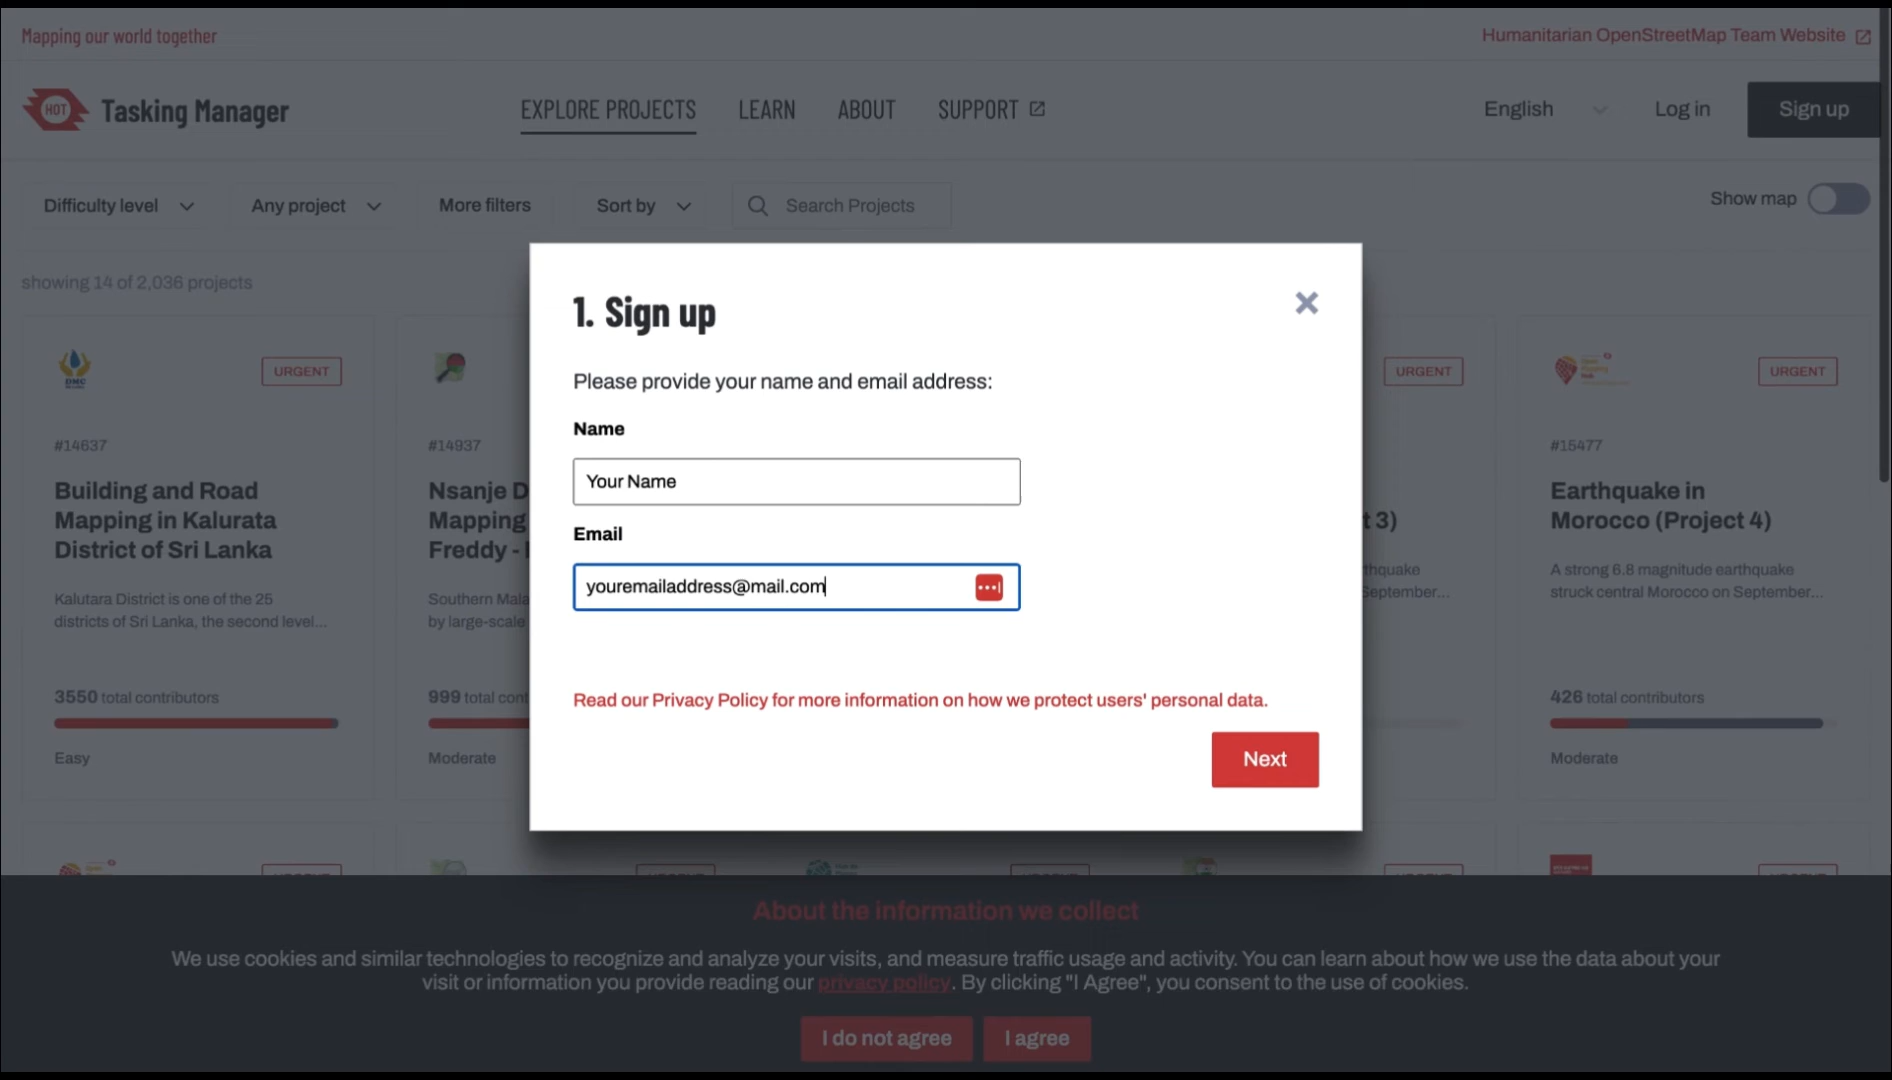 Mapping our world together
Humanitarian OpenStreetMap Team Website
HOT
Tasking Manager
EXPLORE PROJECTS
LEARN
ABOUT
SUPPORT
English
Log in
Sign up
Difficulty level
Any project
More filters
Sort by
Search Projects
Show map
showing 14 of 2,036 projects
1. Sign up
Please provide your name and email address:
Name
Your Name
Email
youremailaddress@mail.com
Read our Privacy Policy for more information on how we protect users' personal data.
Next
DMC
URGENT
#14637
Building and Road
Mapping in Kalurata
District of Sri Lanka
Kalutara District is one of the 25
districts of Sri Lanka, the second level...
3550 total contributors
Easy
#14937
Nsanje D
Mapping
Freddy -
Southern Mala
by large-scale
999 total cont
Moderate
URGENT
t 3)
thquake
September...
URGENT
#15477
Earthquake in
Morocco (Project 4)
A strong 6.8 magnitude earthquake
struck central Morocco on September...
426 total contributors
Moderate
About the information we collect
We use cookies and similar technologies to recognize and analyze your visits, and measure traffic usage and activity. You can learn about how we use the data about your
visit or information you provide reading our privacy policy. By clicking "I Agree", you consent to the use of cookies.
I do not agree
I agree